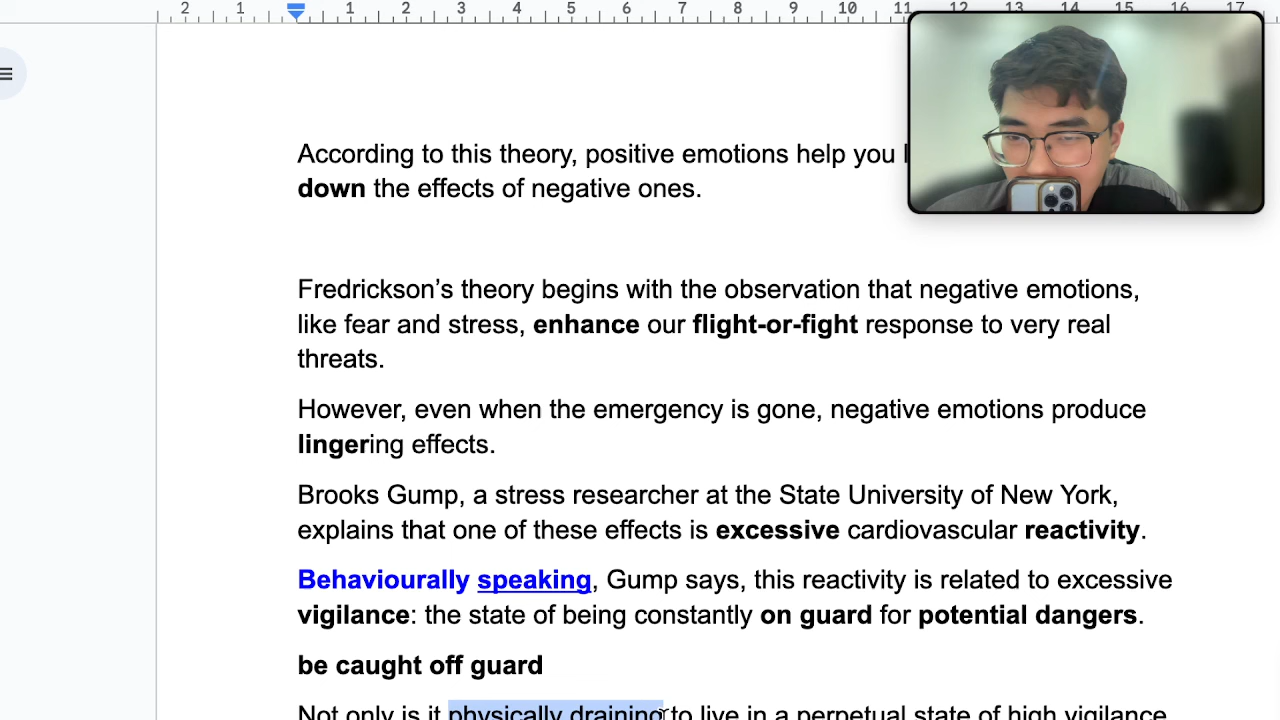 2 1 1 2 3 4 5 6 7 8 9 10 11 12 13 14 15 16 17
According to this theory, positive emotions help you
down the effects of negative ones.
Fredrickson’s theory begins with the observation that negative emotions,
like fear and stress, enhance our flight-or-fight response to very real
threats.
However, even when the emergency is gone, negative emotions produce
lingering effects.
Brooks Gump, a stress researcher at the State University of New York,
explains that one of these effects is excessive cardiovascular reactivity.
Behaviourally speaking, Gump says, this reactivity is related to excessive
vigilance: the state of being constantly on guard for potential dangers.
be caught off guard
Not only is it physically draining to live in a perpetual state of high vigilance